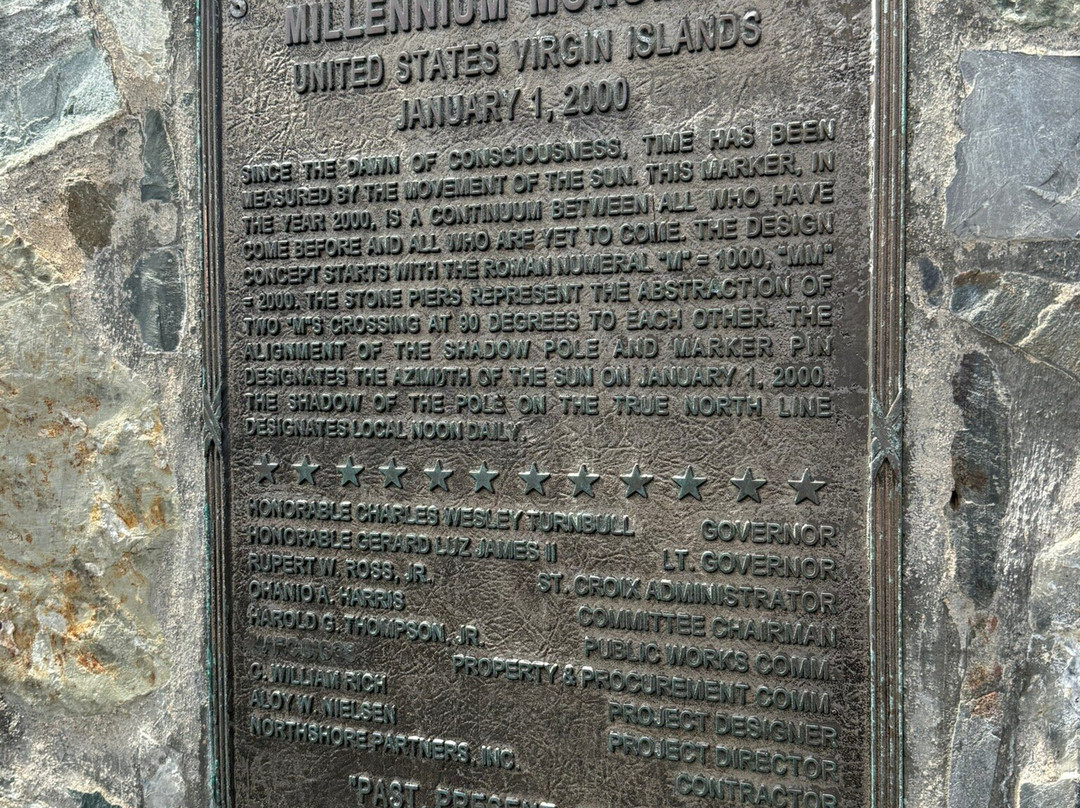 S
MILLENNIUM
UNITED STATES VIRGIN ISLANDS
JANUARY 1, 2000
SINCE THE DAWN OF CONSCIOUSNESS, TIME HAS BEEN
MEASURED BY THE MOVEMENT OF THE SUN. THIS MARKER, IN
THE YEAR 2000, IS A CONTINUUM BETWEEN ALL WHO HAVE
COME BEFORE AND ALL WHO ARE YET TO COME. THE DESIGN
CONCEPT STARTS WITH THE ROMAN NUMERAL "M" = 1000, "MM"
= 2000. THE STONE PIERS REPRESENT THE ABSTRACTION OF
TWO "M"S CROSSING AT 90 DEGREES TO EACH OTHER. THE
ALIGNMENT OF THE SHADOW POLE AND MARKER PIN
DESIGNATES THE AZIMUTH OF THE SUN ON JANUARY 1, 2000.
THE SHADOW OF THE POLE ON THE TRUE NORTH LINE
DESIGNATES LOCAL NOON DAILY.
HONORABLE CHARLES WESLEY TURNBULL GOVERNOR
HONORABLE GERARD LUZ JAMES II LT. GOVERNOR
RUPERT W. ROSS, JR. ST. CROIX ADMINISTRATOR
OHANIO A. HARRIS COMMITTEE CHAIRMAN
HAROLD G. THOMPSON, JR. PUBLIC WORKS COMM.
PROPERTY & PROCUREMENT COMM.
C. WILLIAM RICH PROJECT DESIGNER
ALOY W. NIELSEN PROJECT DIRECTOR
NORTHSHORE PARTNERS, INC. CONTRACTOR
"PAST, PRESENT